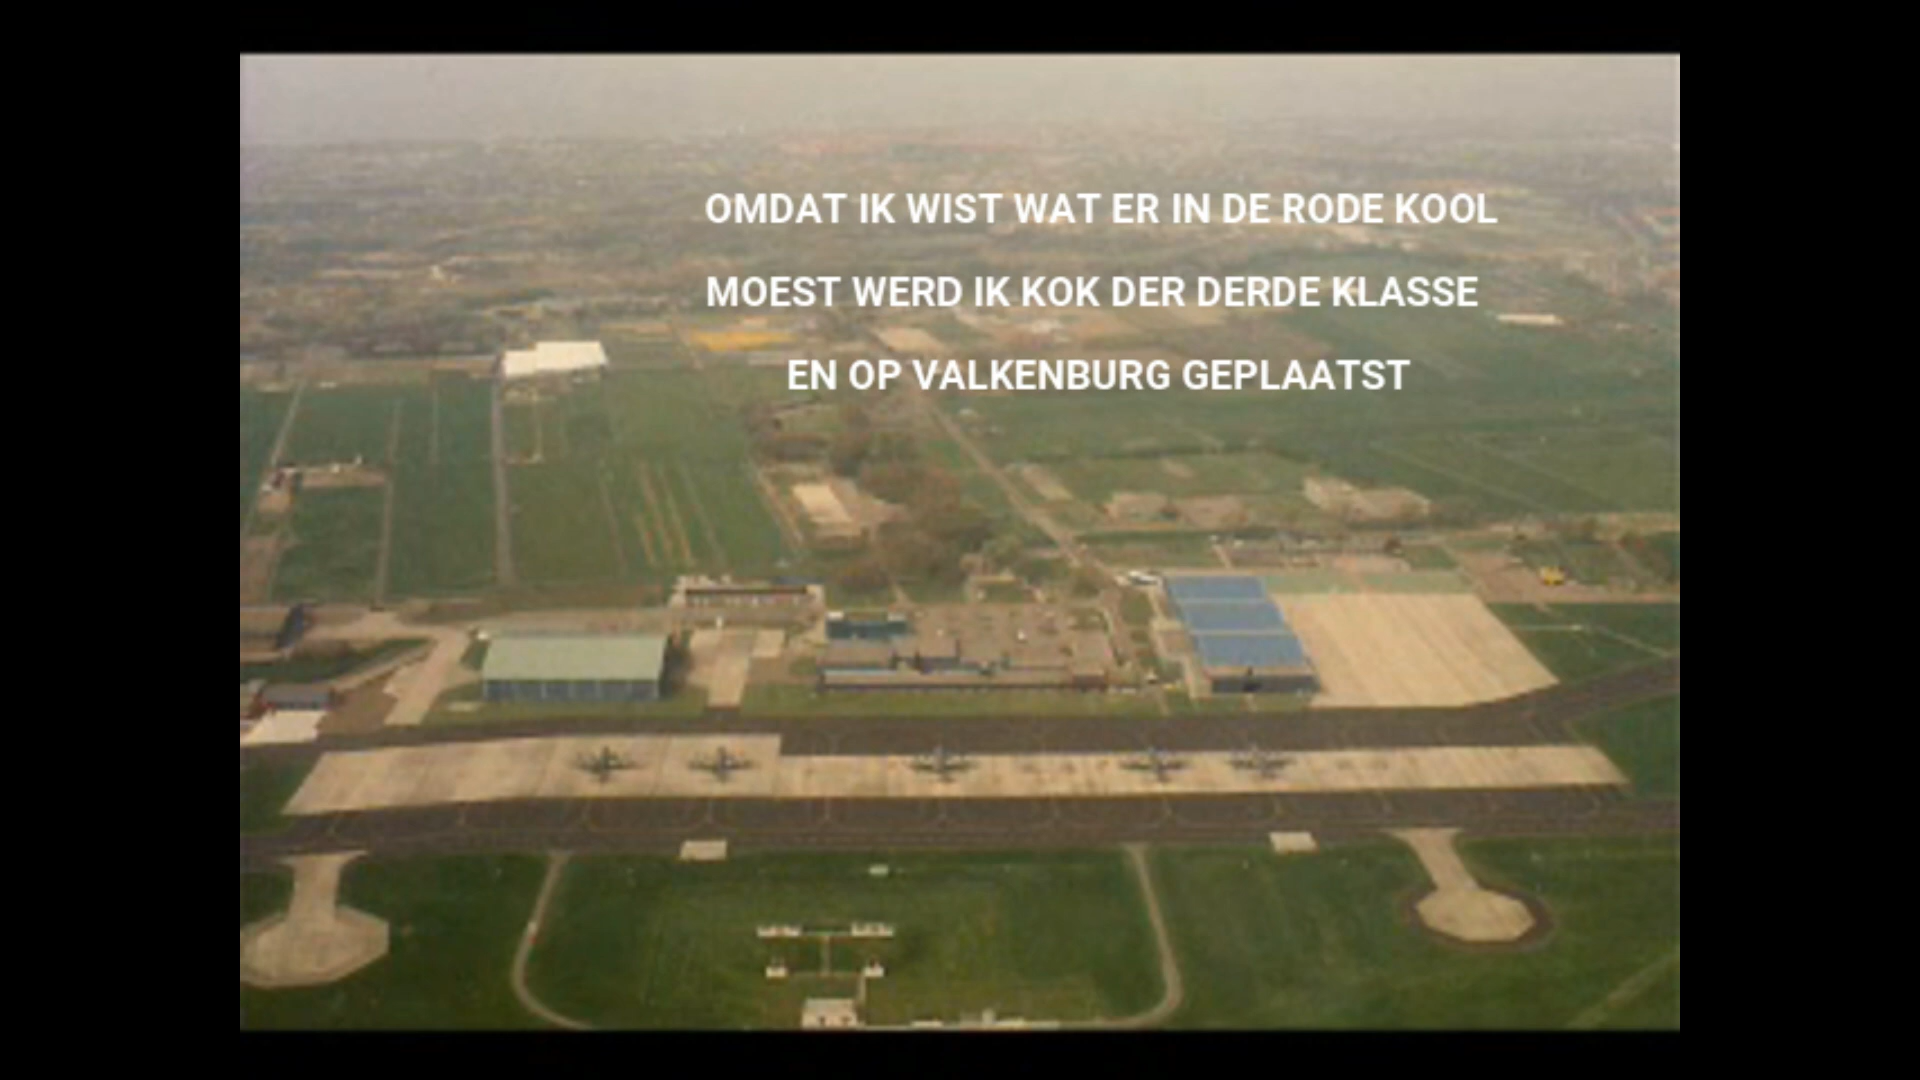 OMDAT IK WIST WAT ER IN DE RODE KOOL
MOEST WERD IK KOK DER DERDE KLASSE
EN OP VALKENBURG GEPLAATST